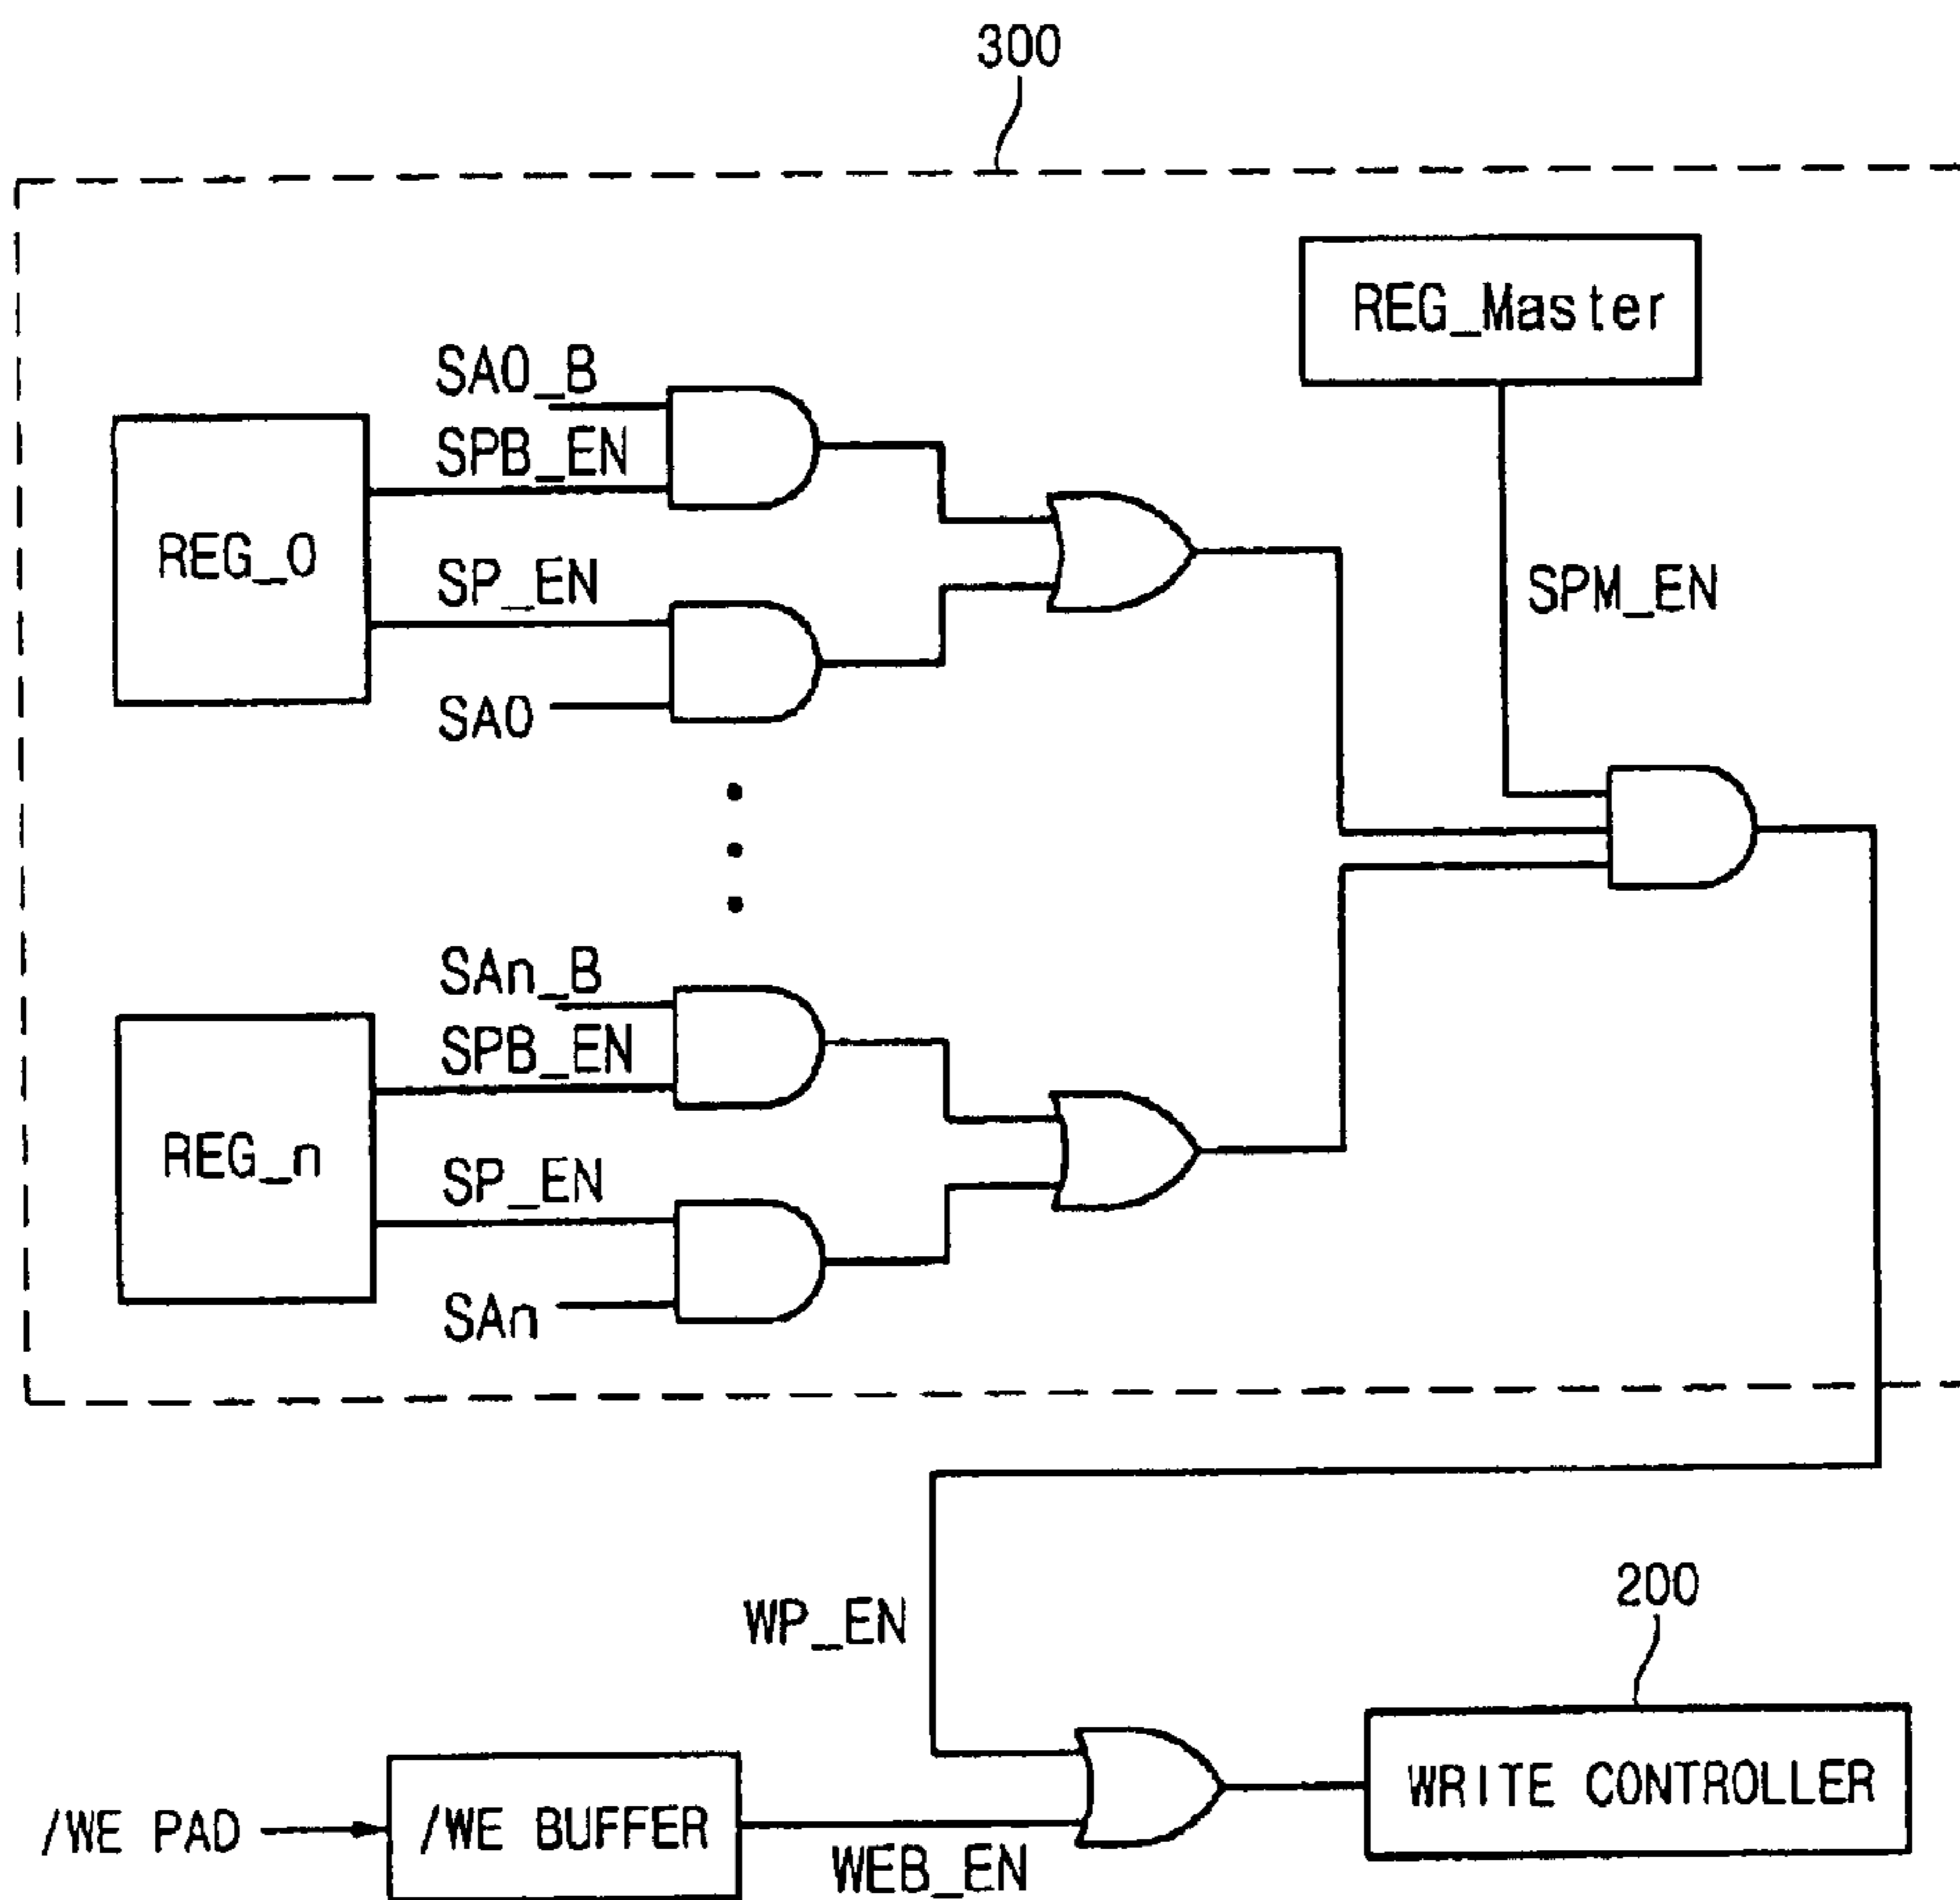 300
REG_Master
SA0_B
SPB_EN
REG_0
SP_EN
SA0
SPM_EN
SAn_B
SPB_EN
REG_n
SP_EN
SAn
WP_EN
200
/WE PAD
/WE BUFFER
WEB_EN
WRITE CONTROLLER